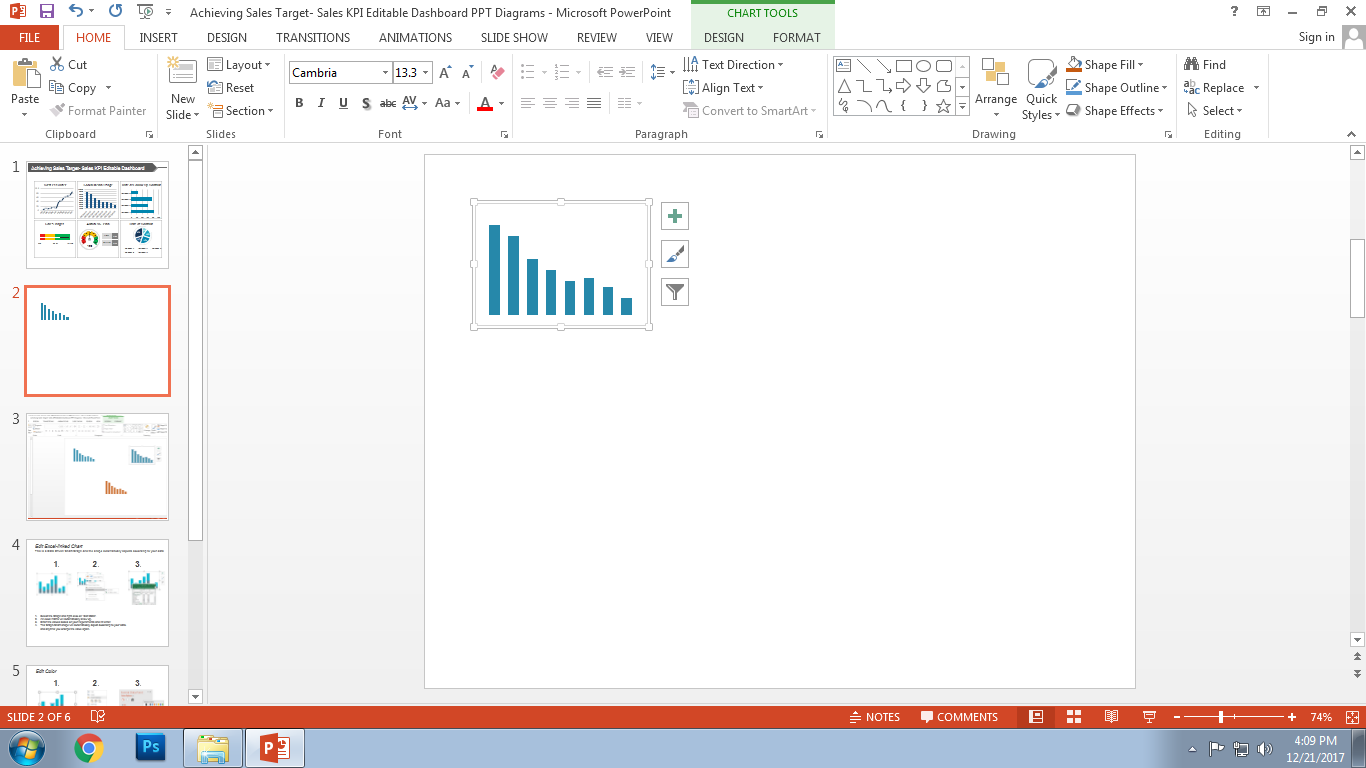 Achieving Sales Target- Sales KPI Editable Dashboard PPT Diagrams - Microsoft PowerPoint
CHART TOOLS
FILE HOME INSERT DESIGN TRANSITIONS ANIMATIONS SLIDE SHOW REVIEW VIEW DESIGN FORMAT Sign in
Paste
Cut
Copy
Format Painter
Clipboard
New Slide
Layout
Reset
Section
Slides
Cambria 13.3
B I U S abc AV Aa A
Font
Text Direction
Align Text
Convert to SmartArt
Paragraph
Arrange
Quick Styles
Shape Fill
Shape Outline
Shape Effects
Drawing
Find
Replace
Select
Editing
1
Achieving Sales Target- Sales KPI Editable Dashboard
2
3
4
Edit Excel-linked Chart
1. 2. 3.
5
Edit Color
1. 2. 3.
SLIDE 2 OF 6
NOTES
COMMENTS
74%
Ps
4:09 PM
12/21/2017